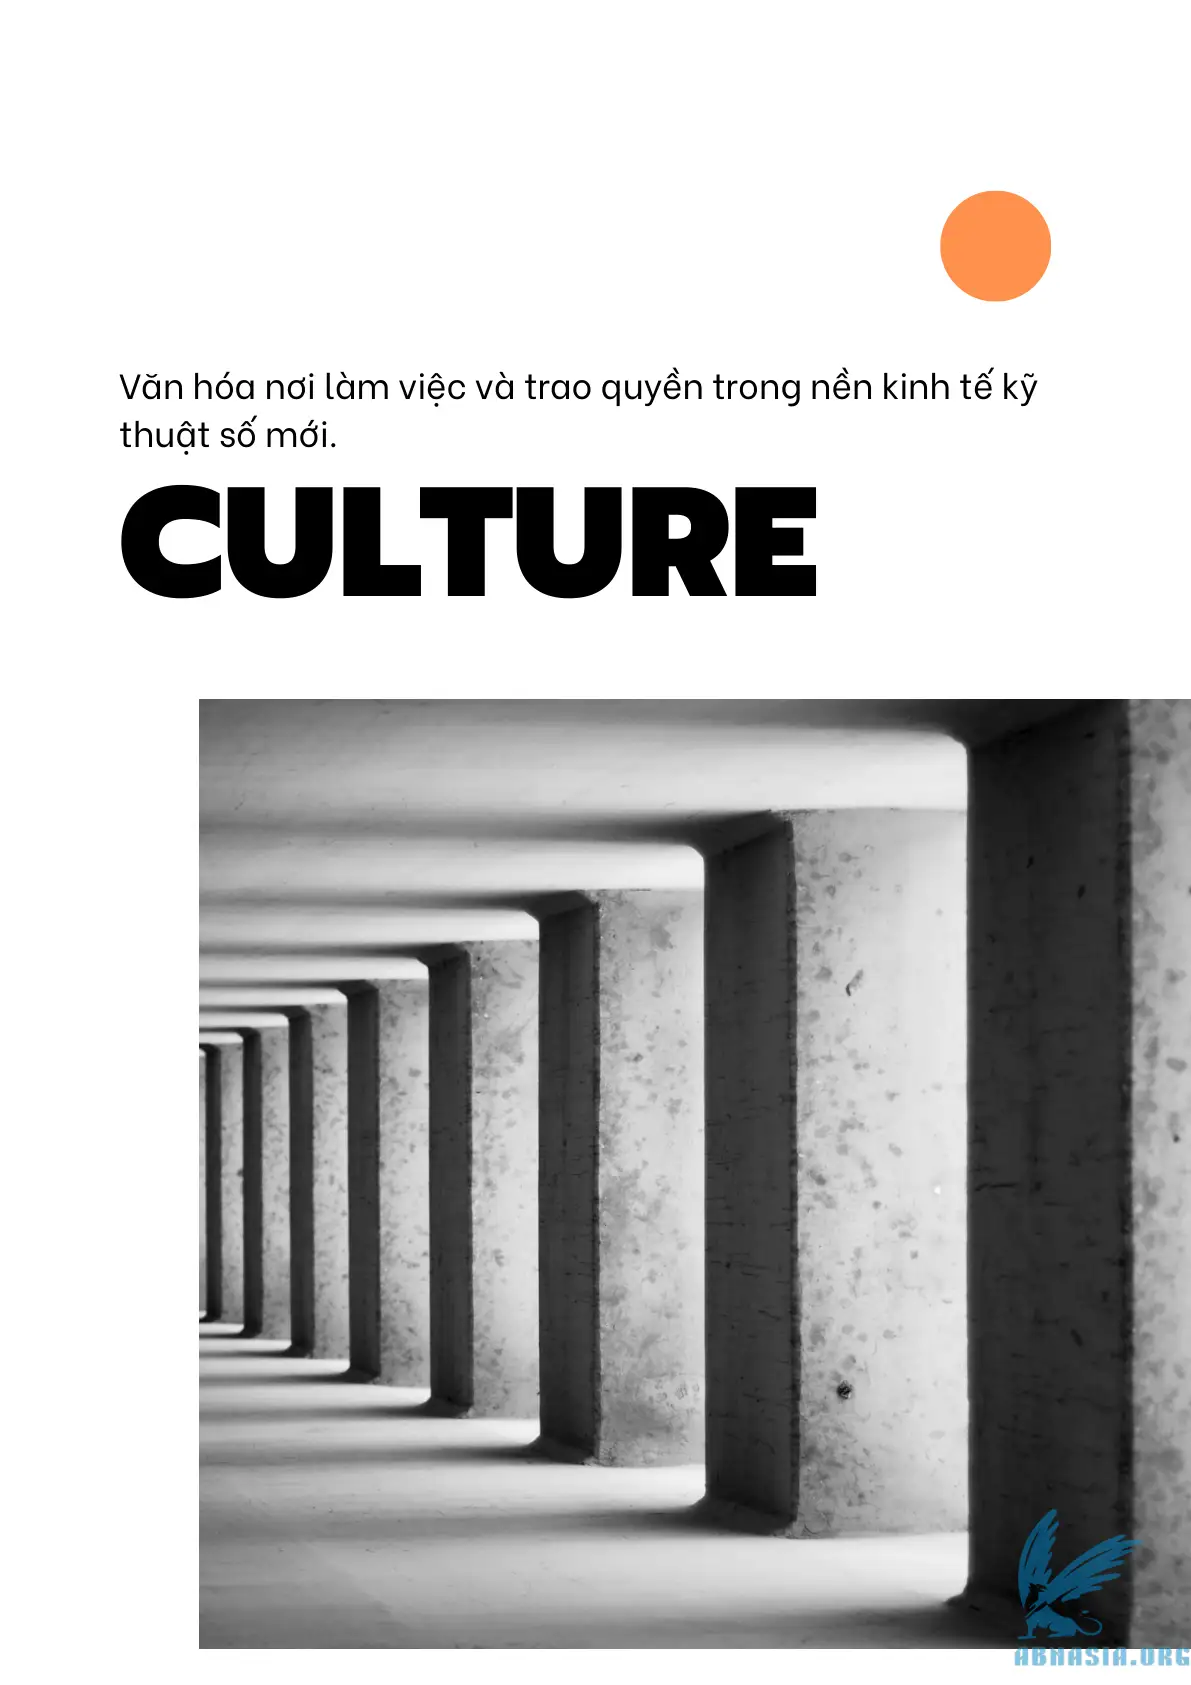 Văn hóa nơi làm việc và trao quyền trong nền kinh tế kỹ
thuật số mới.
CULTURE
ABNASIA.ORG